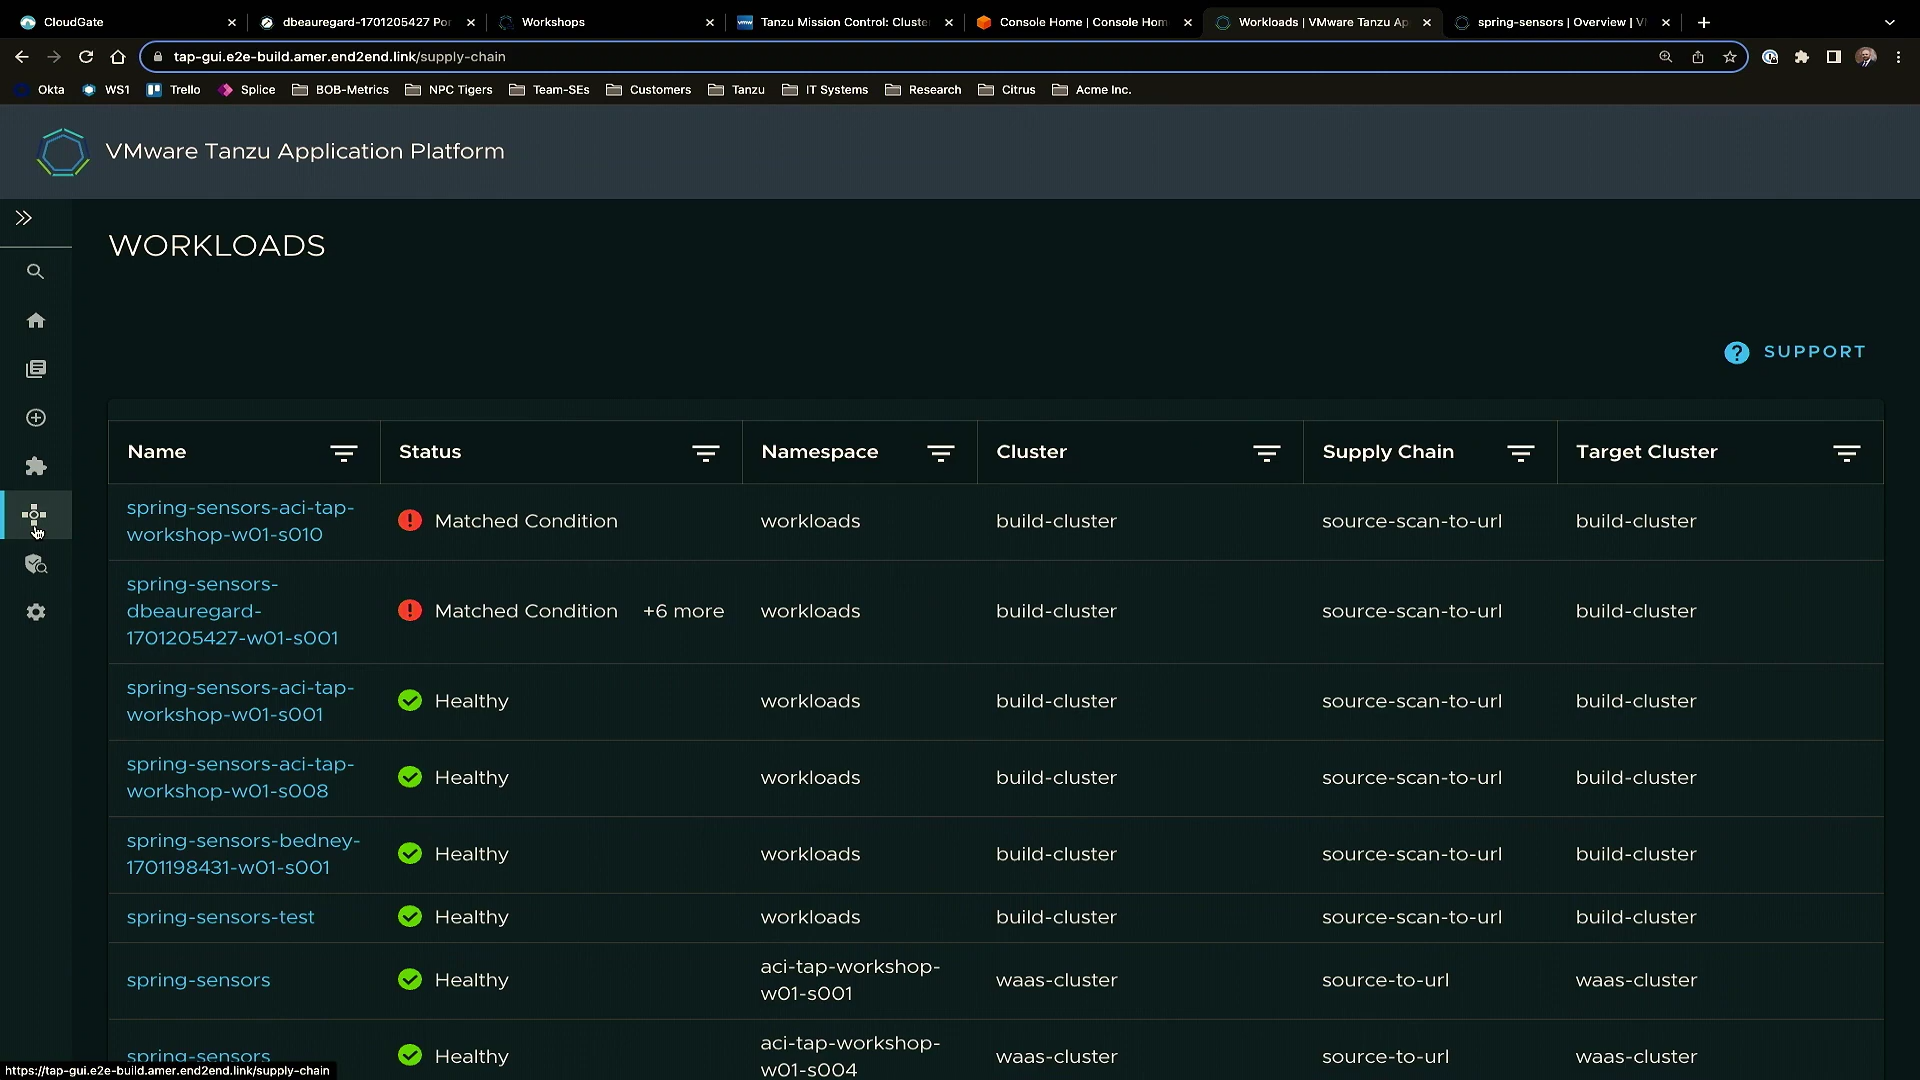 CloudGate
dbeauregard-1701205427 Por
Workshops
Tanzu Mission Control: Cluste
Console Home | Console Hom
Workloads | VMware Tanzu Ap
spring-sensors | Overview | V
tap-gui.e2e-build.amer.end2end.link/supply-chain
Okta
WS1
Trello
Splice
BOB-Metrics
NPC Tigers
Team-SEs
Customers
Tanzu
IT Systems
Research
Citrus
Acme Inc.
VMware Tanzu Application Platform
WORKLOADS
? SUPPORT
Name Status Namespace Cluster Supply Chain Target Cluster
spring-sensors-aci-tap-
workshop-w01-s010
Matched Condition
workloads
build-cluster
source-scan-to-url
build-cluster
spring-sensors-
dbeauregard-
1701205427-w01-s001
Matched Condition +6 more
workloads
build-cluster
source-scan-to-url
build-cluster
spring-sensors-aci-tap-
workshop-w01-s001
Healthy
workloads
build-cluster
source-scan-to-url
build-cluster
spring-sensors-aci-tap-
workshop-w01-s008
Healthy
workloads
build-cluster
source-scan-to-url
build-cluster
spring-sensors-bedney-
1701198431-w01-s001
Healthy
workloads
build-cluster
source-scan-to-url
build-cluster
spring-sensors-test
Healthy
workloads
build-cluster
source-scan-to-url
build-cluster
spring-sensors
Healthy
aci-tap-workshop-
w01-s001
waas-cluster
source-to-url
waas-cluster
spring-sensors
Healthy
aci-tap-workshop-
w01-s004
waas-cluster
source-to-url
waas-cluster
https://tap-gui.e2e-build.amer.end2end.link/supply-chain